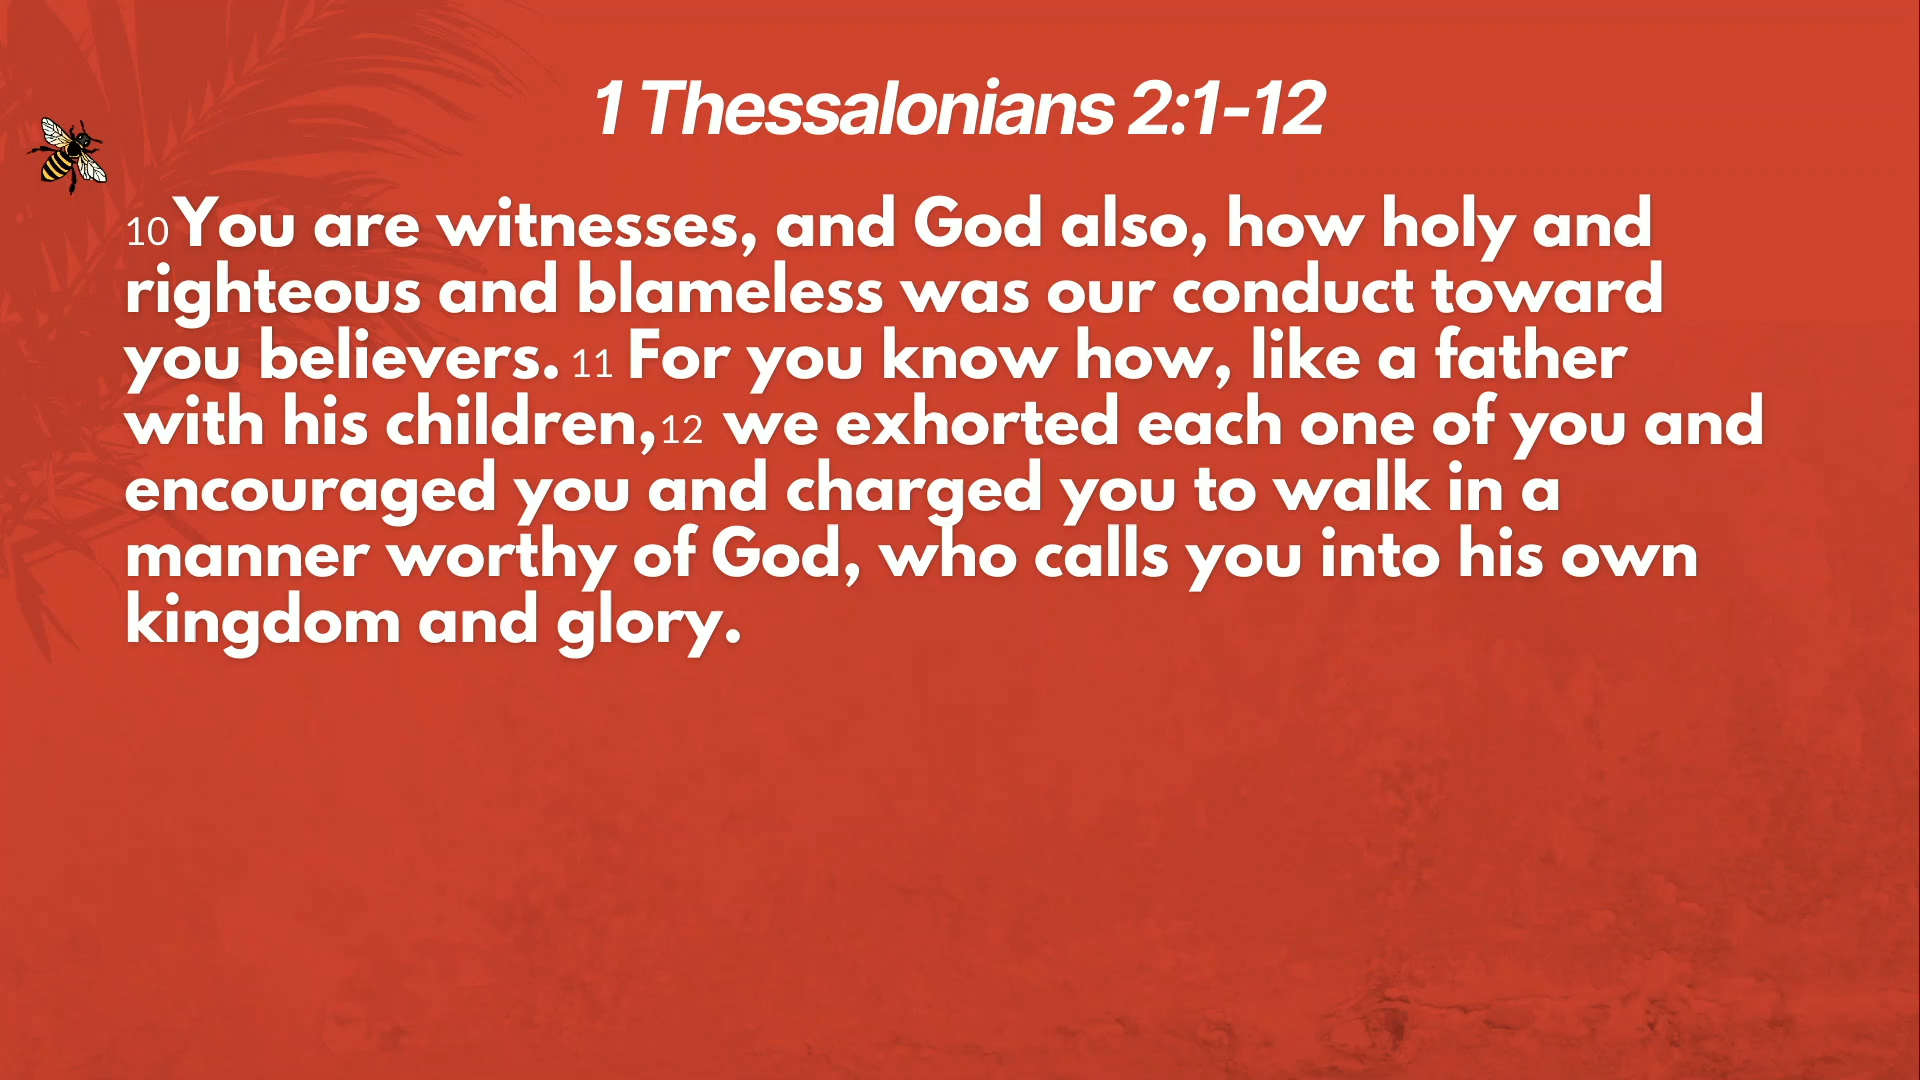 1 Thessalonians 2:1-12
10 You are witnesses, and God also, how holy and
righteous and blameless was our conduct toward
you believers. 11 For you know how, like a father
with his children,12 we exhorted each one of you and
encouraged you and charged you to walk in a
manner worthy of God, who calls you into his own
kingdom and glory.